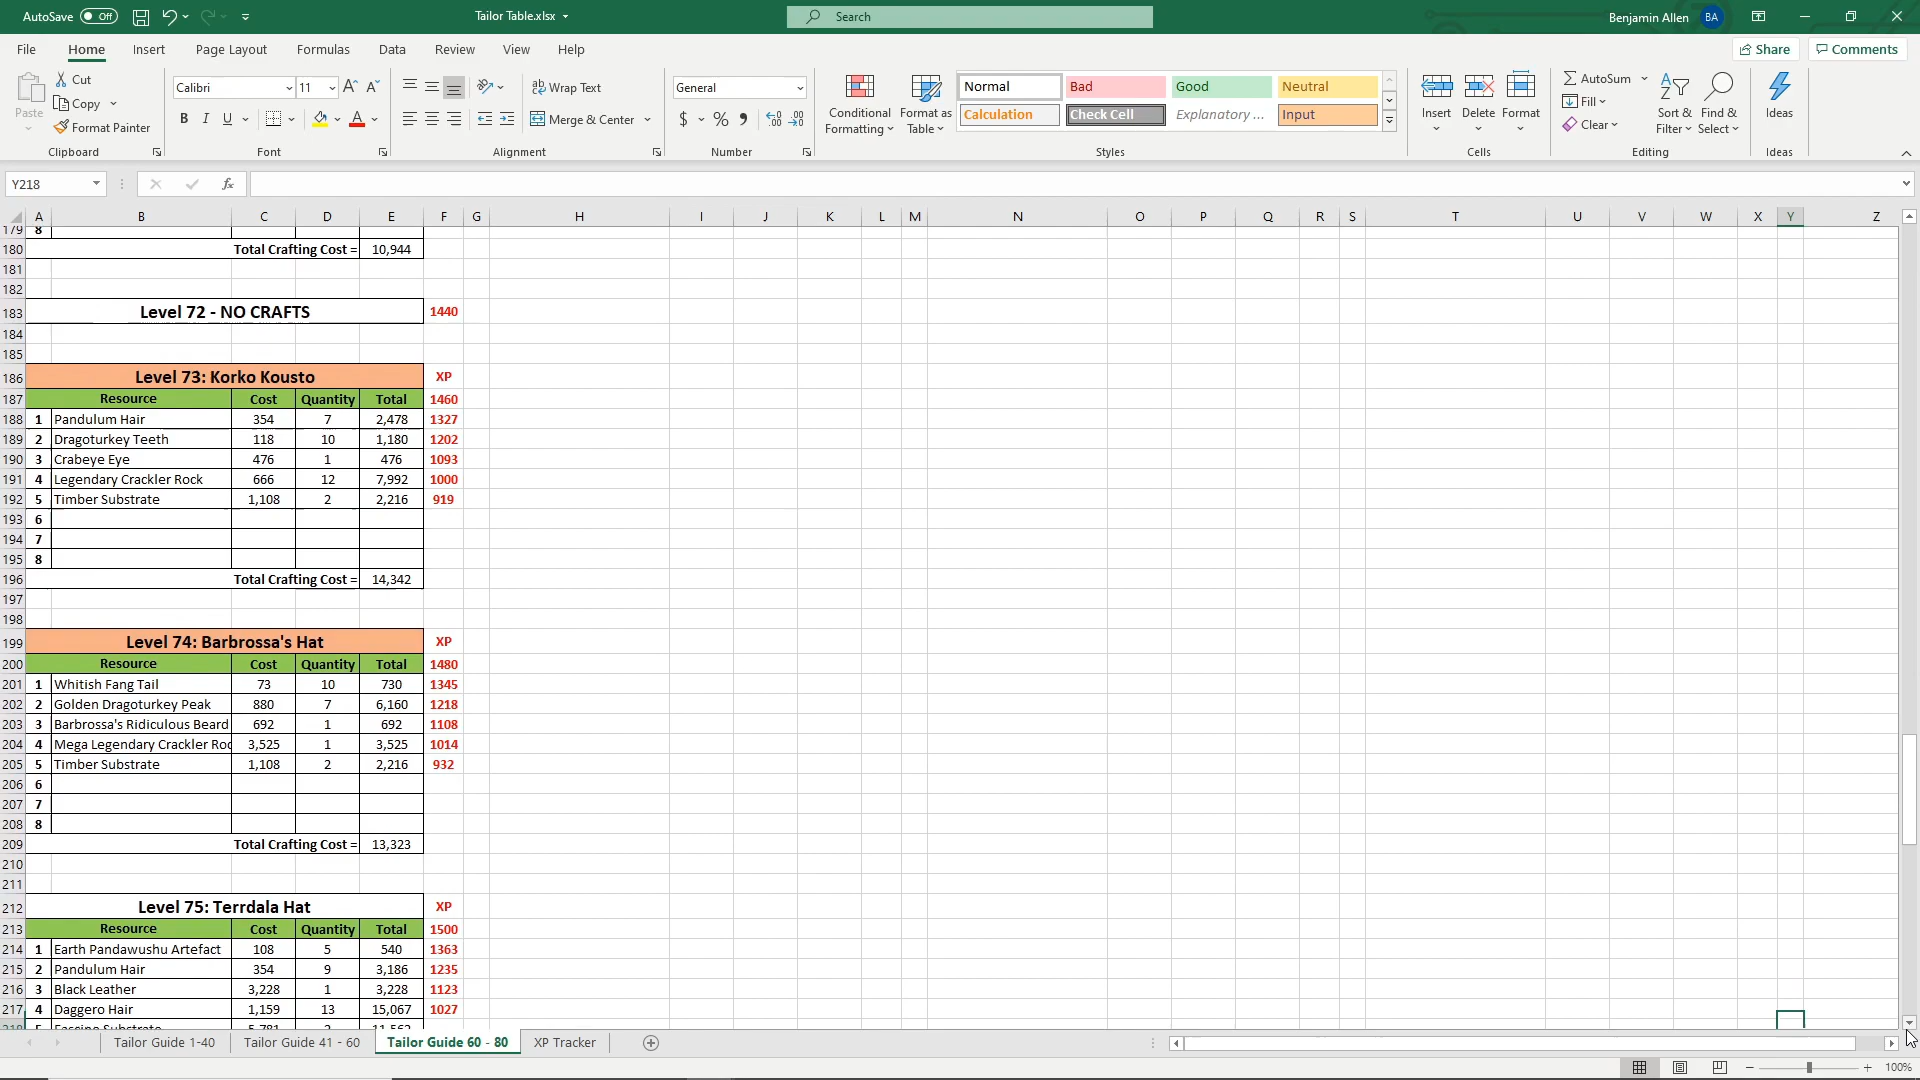 AutoSave Off Tailor Table.xlsx Search Benjamin Allen BA
File Home Insert Page Layout Formulas Data Review View Help Share Comments
Paste Cut Copy Format Painter Clipboard
Calibri 11 A A B I U A Font
Wrap Text Merge & Center Alignment
General $ % Number
Conditional Formatting Format as Table Normal Bad Good Neutral
Calculation Check Cell Explanatory ... Input Styles
Insert Delete Format Cells
AutoSum Fill Clear Sort & Filter Find & Select Editing
Ideas Ideas
Y218 fx
A B C D E F G H I J K L M N O P Q R S T U V W X Y Z
179 8
180 Total Crafting Cost = 10,944
181
182
183 Level 72 - NO CRAFTS 1440
184
185
186 Level 73: Korko Kousto XP
187 Resource Cost Quantity Total 1460
188 1 Pandulum Hair 354 7 2,478 1327
189 2 Dragoturkey Teeth 118 10 1,180 1202
190 3 Crabeye Eye 476 1 476 1093
191 4 Legendary Crackler Rock 666 12 7,992 1000
192 5 Timber Substrate 1,108 2 2,216 919
193 6
194 7
195 8
196 Total Crafting Cost = 14,342
197
198
199 Level 74: Barbrossa's Hat XP
200 Resource Cost Quantity Total 1480
201 1 Whitish Fang Tail 73 10 730 1345
202 2 Golden Dragoturkey Peak 880 7 6,160 1218
203 3 Barbrossa's Ridiculous Beard 692 1 692 1108
204 4 Mega Legendary Crackler Roc 3,525 1 3,525 1014
205 5 Timber Substrate 1,108 2 2,216 932
206 6
207 7
208 8
209 Total Crafting Cost = 13,323
210
211
212 Level 75: Terrdala Hat XP
213 Resource Cost Quantity Total 1500
214 1 Earth Pandawushu Artefact 108 5 540 1363
215 2 Pandulum Hair 354 9 3,186 1235
216 3 Black Leather 3,228 1 3,228 1123
217 4 Daggero Hair 1,159 13 15,067 1027
218 5
Tailor Guide 1-40 Tailor Guide 41 - 60 Tailor Guide 60 - 80 XP Tracker
100%